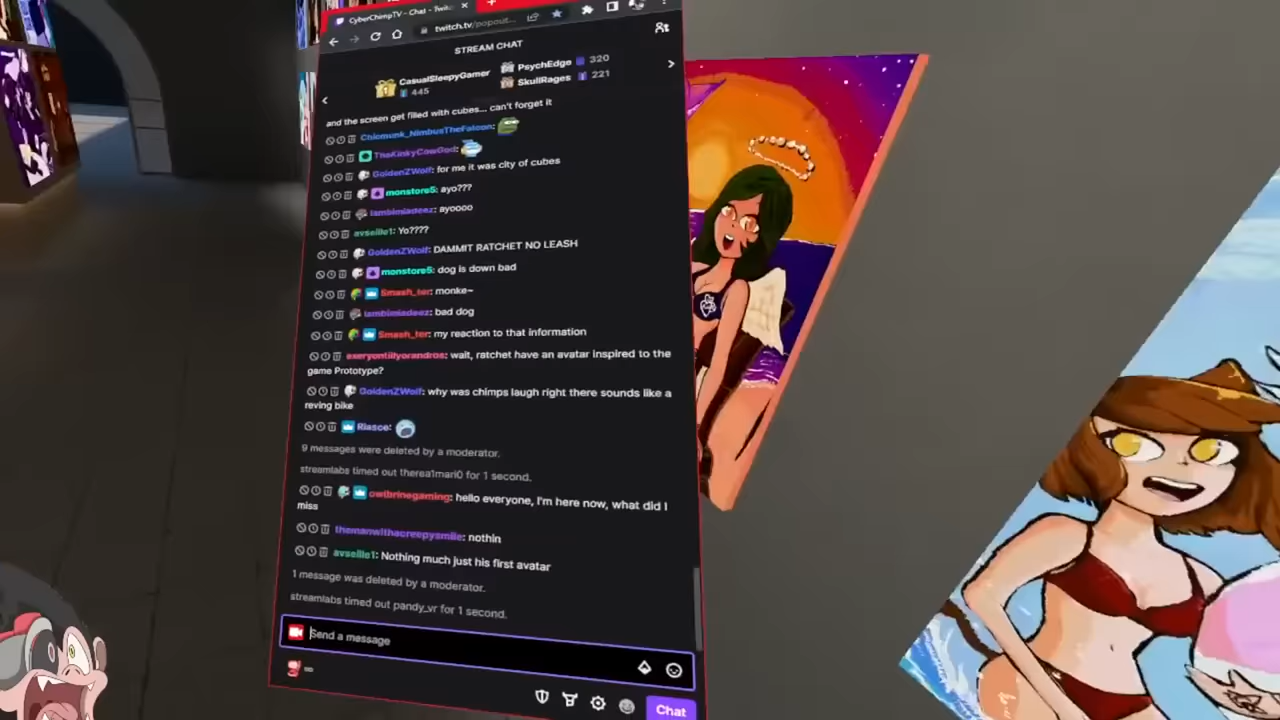 CyberChimpTV - Chat - Twitc
twitch.tv/popout...
STREAM CHAT
CasualSleepyGamer
445
PsychEdge 320
SkullRages 221
and the screen get filled with cubes... can't forget it
Chicmunk_NimbusTheFalcon:
TheKinkyCowGod:
GoldenZWolf: for me it was city of cubes
monstore5: ayo???
iambimiadeez: ayoooo
avseille1: Yo????
GoldenZWolf: DAMMIT RATCHET NO LEASH
monstore5: dog is down bad
Smash_ter: monke~
iambimiadeez: bad dog
Smash_ter: my reaction to that information
wait, ratchet have an avatar inspired to the
game Prototype?
GoldenZWolf: why was chimps laugh right there sounds like a
reving bike
Riasce:
9 messages were deleted by a moderator.
streamlabs timed out therea1mari0 for 1 second.
owlbrinegaming: hello everyone, I'm here now, what did I
miss
themanwithacreepysmile: nothin
avseille1: Nothing much just his first avatar
1 message was deleted by a moderator.
streamlabs timed out pandy_vr for 1 second.
Send a message
Chat